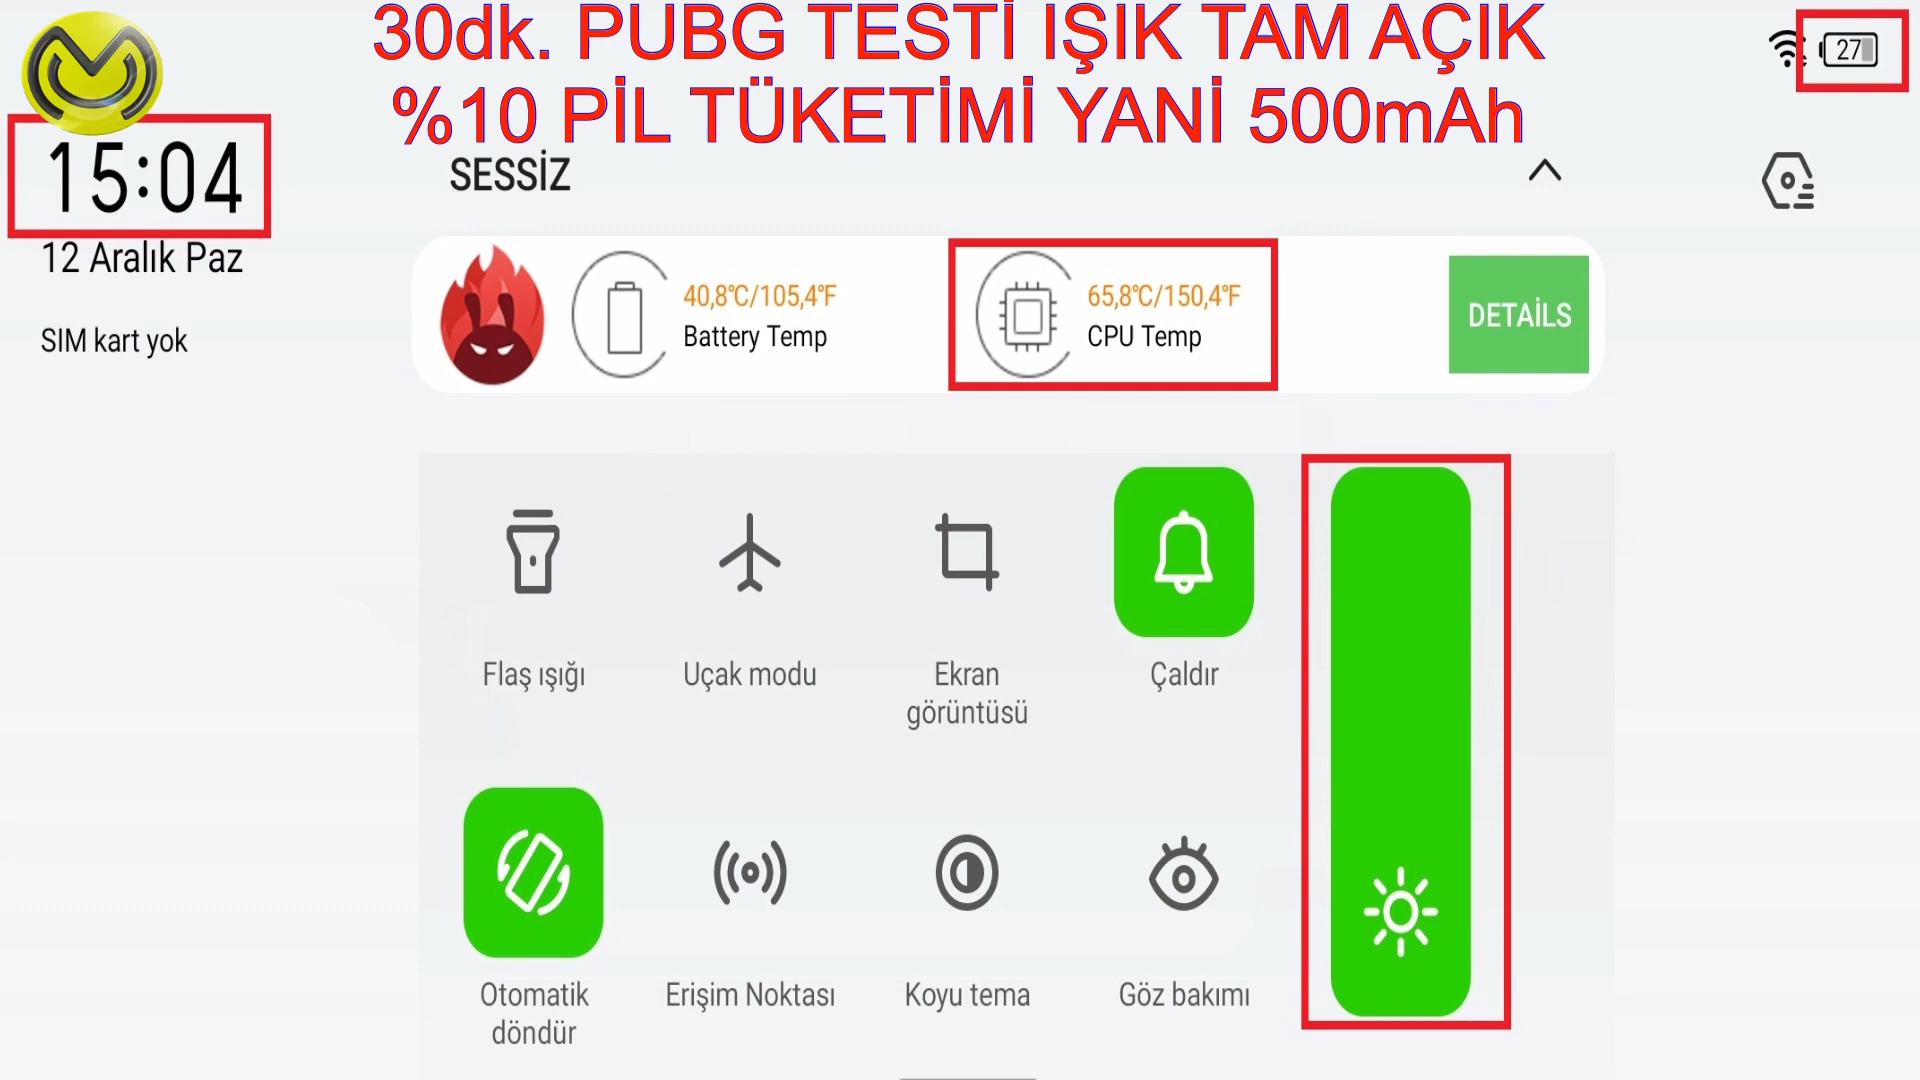 30dk. PUBG TESTİ IŞIK TAM AÇIK
%10 PİL TÜKETİMİ YANİ 500mAh
27
15:04
12 Aralık Paz
SIM kart yok
SESSİZ
40,8°C/105,4°F
Battery Temp
65,8°C/150,4°F
CPU Temp
DETAİLS
Flaş ışığı
Uçak modu
Ekran
görüntüsü
Çaldır
Otomatik
döndür
Erişim Noktası
Koyu tema
Göz bakımı